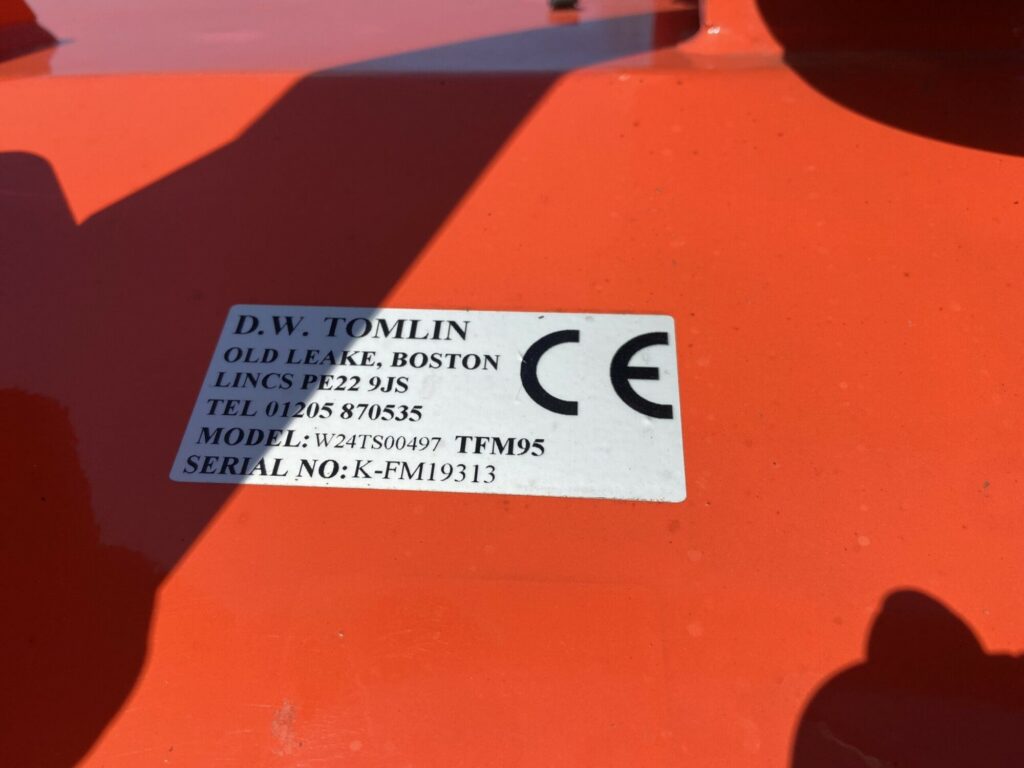 D.W. TOMLIN
OLD LEAKE, BOSTON
LINCS PE22 9JS
TEL 01205 870535
MODEL: W24TS00497 TFM95
SERIAL NO: K-FM19313
CE